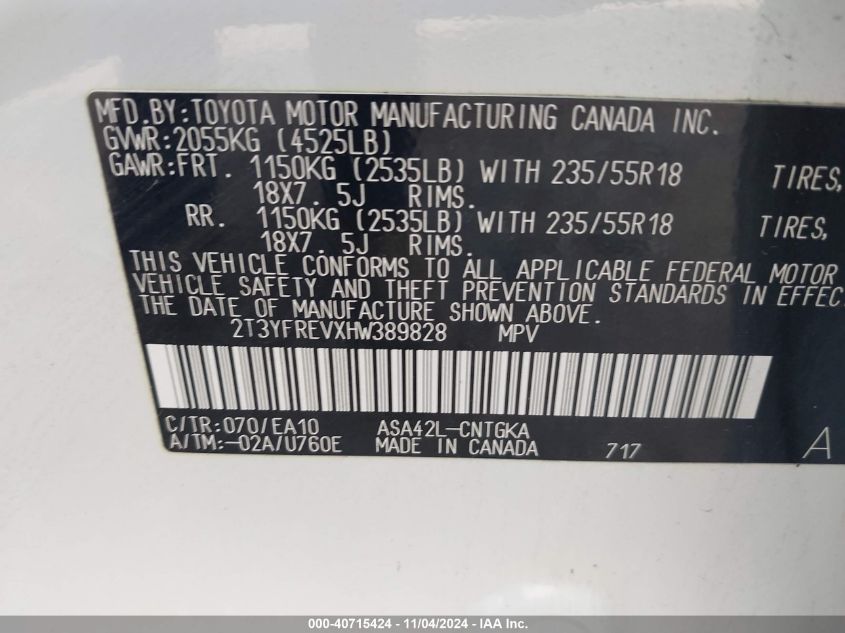 MFD.BY:TOYOTA MOTOR MANUFACTURING CANADA INC.
GVWR:2055KG (4525LB)
GAWR:FRT. 1150KG (2535LB) WITH 235/55R18 TIRES,
18X7.5J RIMS.
RR. 1150KG (2535LB) WITH 235/55R18 TIRES,
18X7.5J RIMS.
THIS VEHICLE CONFORMS TO ALL APPLICABLE FEDERAL MOTOR
VEHICLE SAFETY AND THEFT PREVENTION STANDARDS IN EFFEC
THE DATE OF MANUFACTURE SHOWN ABOVE.
2T3YFREVXHW389828 MPV
C/TR:070/EA10 ASA42L-CNTGKA
A/TM:-02A/U760E MADE IN CANADA 717 A
000-40715424 - 11/04/2024 - IAA Inc.